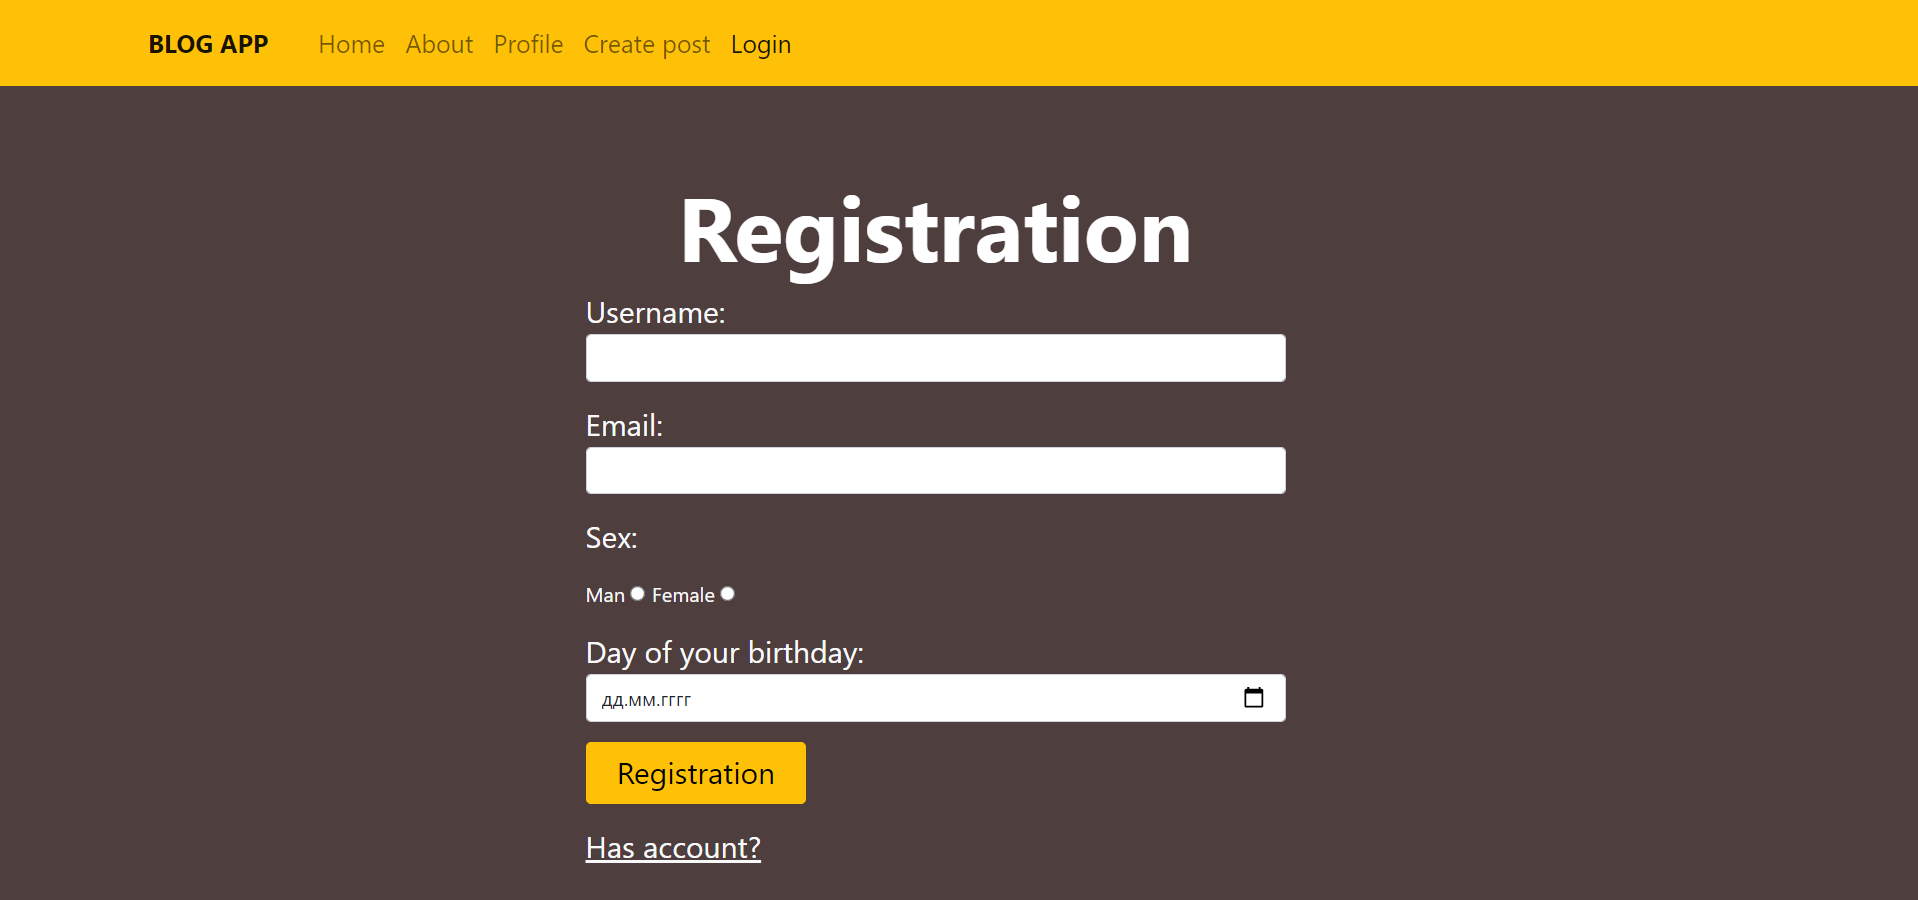 BLOG APP Home About Profile Create post Login
Registration
Username:
Email:
Sex:
Man Female
Day of your birthday:
дд.мм.гггг
Registration
Has account?